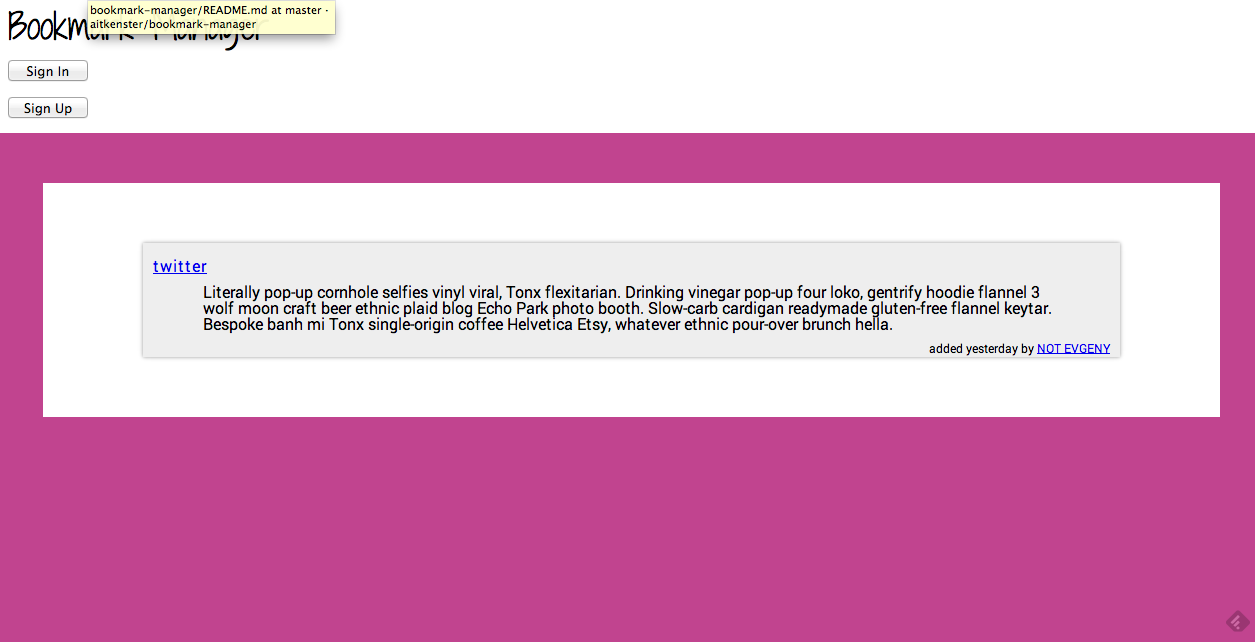 bookmark-manager/README.md at master ·
aitkenster/bookmark-manager
Bookmark Manager
Sign In
Sign Up
twitter
Literally pop-up cornhole selfies vinyl viral, Tonx flexitarian. Drinking vinegar pop-up four loko, gentrify hoodie flannel 3
wolf moon craft beer ethnic plaid blog Echo Park photo booth. Slow-carb cardigan readymade gluten-free flannel keytar.
Bespoke banh mi Tonx single-origin coffee Helvetica Etsy, whatever ethnic pour-over brunch hella.
added yesterday by NOT EVGENY